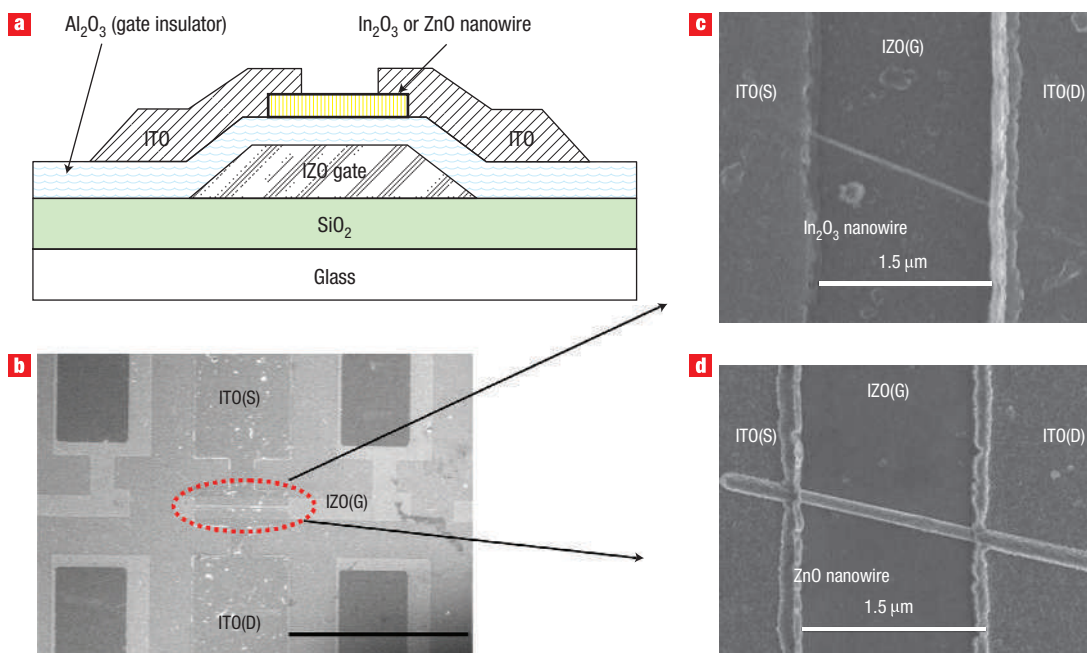 a
Al₂O₃ (gate insulator)
In₂O₃ or ZnO nanowire
ITO
ITO
IZO gate
SiO₂
Glass
b
ITO(S)
IZO(G)
ITO(D)
c
IZO(G)
ITO(S)
ITO(D)
In₂O₃ nanowire
1.5 μm
d
IZO(G)
ITO(S)
ITO(D)
ZnO nanowire
1.5 μm